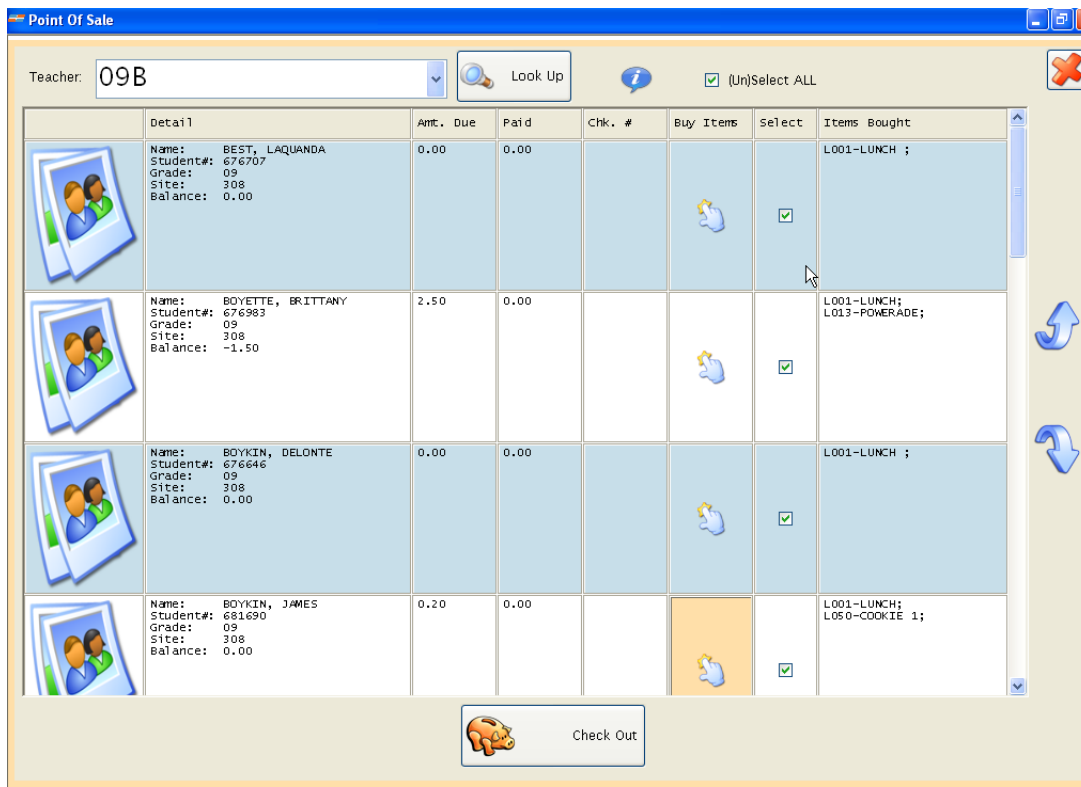 Point Of Sale
Teacher: 09B Look Up (Un)Select ALL
Detail Amt. Due Paid Chk. # Buy Items Select Items Bought
Name: BEST, LAQUANDA 0.00 0.00 L001-LUNCH ;
Student#: 676707
Grade: 09
Site: 308
Balance: 0.00
Name: BOYETTE, BRITTANY 2.50 0.00 L001-LUNCH;
Student#: 676983 L013-POWERADE;
Grade: 09
Site: 308
Balance: -1.50
Name: BOYKIN, DELONTE 0.00 0.00 L001-LUNCH ;
Student#: 676646
Grade: 09
Site: 308
Balance: 0.00
Name: BOYKIN, JAMES 0.20 0.00 L001-LUNCH;
Student#: 681690 L050-COOKIE 1;
Grade: 09
Site: 308
Balance: 0.00
Check Out